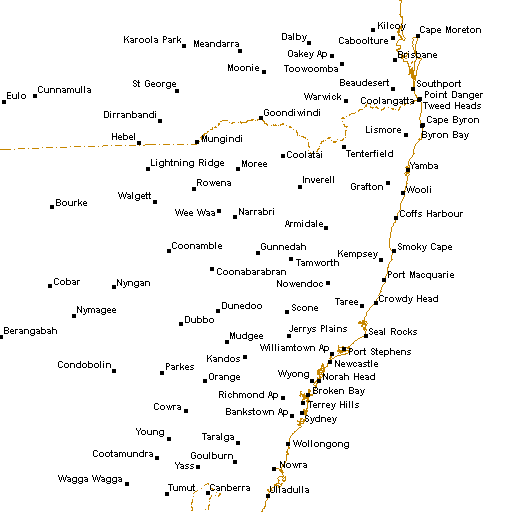 Kilcoy
Cape Moreton
Dalby
Caboolture
Karoola Park
Meandarra
Oakey Ap
Brisbane
Moonie
Toowoomba
St George
Beaudesert
Southport
Cunnamulla
Eulo
Warwick
Coolangatta
Point Danger
Tweed Heads
Dirranbandi
Goondiwindi
Cape Byron
Lismore
Byron Bay
Hebel
Mungindi
Coolatai
Tenterfield
Lightning Ridge
Moree
Yamba
Rowena
Inverell
Grafton
Wooli
Walgett
Bourke
Wee Waa
Narrabri
Coffs Harbour
Armidale
Coonamble
Gunnedah
Smoky Cape
Tamworth
Kempsey
Coonabarabran
Port Macquarie
Cobar
Nyngan
Nowendoc
Nymagee
Dunedoo
Scone
Taree
Crowdy Head
Dubbo
Berangabah
Jerrys Plains
Seal Rocks
Mudgee
Williamtown Ap
Port Stephens
Kandos
Newcastle
Condobolin
Parkes
Orange
Wyong
Norah Head
Richmond Ap
Broken Bay
Cowra
Bankstown Ap
Terrey Hills
Sydney
Young
Taralga
Wollongong
Cootamundra
Goulburn
Yass
Nowra
Wagga Wagga
Tumut
Canberra
Ulladulla